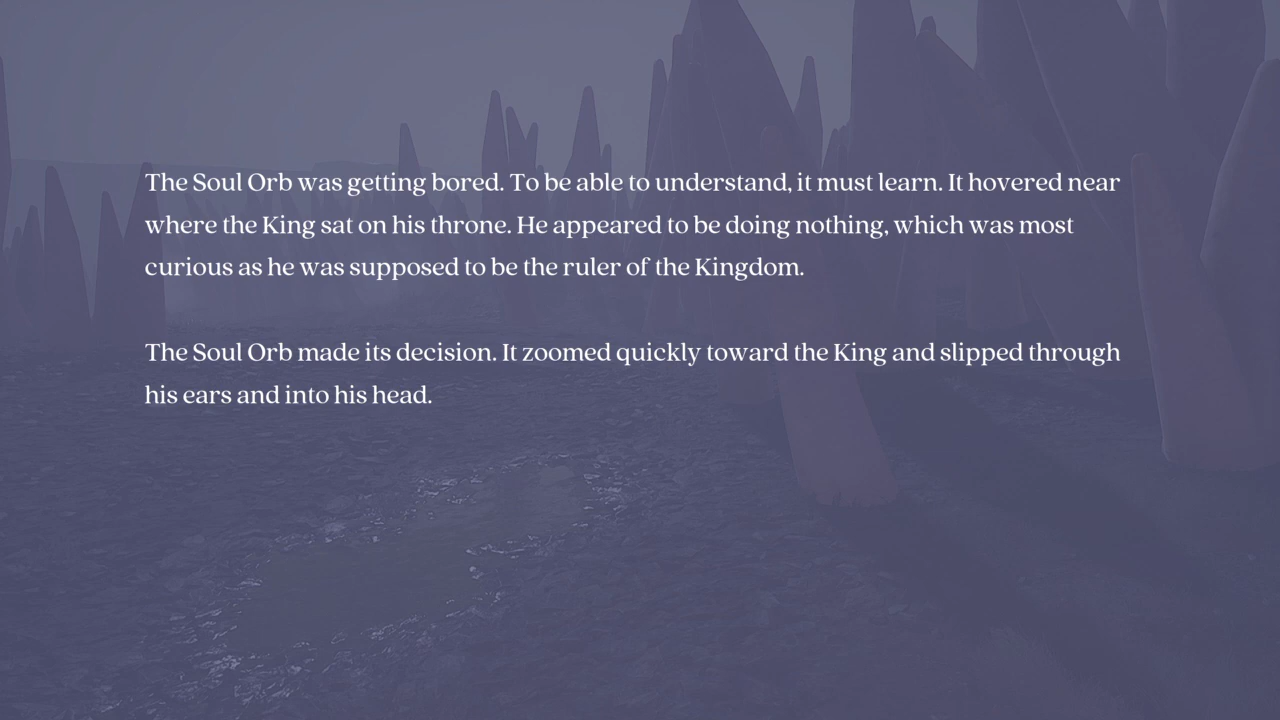 The Soul Orb was getting bored. To be able to understand, it must learn. It hovered near
where the King sat on his throne. He appeared to be doing nothing, which was most
curious as he was supposed to be the ruler of the Kingdom.
The Soul Orb made its decision. It zoomed quickly toward the King and slipped through
his ears and into his head.